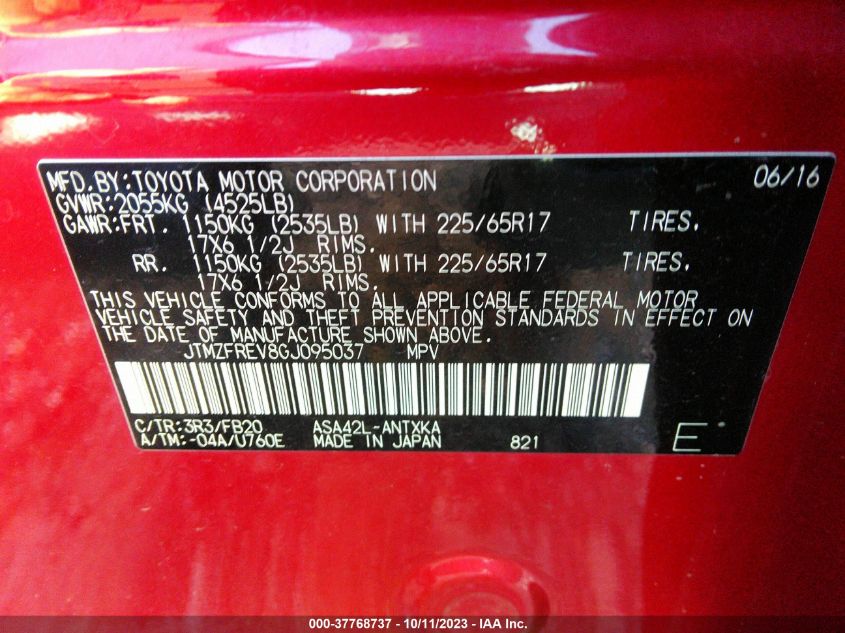 MFD.BY:TOYOTA MOTOR CORPORATION 06/16
GVWR:2055KG (4525LB)
GAWR:FRT. 1150KG (2535LB) WITH 225/65R17 TIRES,
17X6 1/2J RIMS.
RR. 1150KG (2535LB) WITH 225/65R17 TIRES,
17X6 1/2J RIMS.
THIS VEHICLE CONFORMS TO ALL APPLICABLE FEDERAL MOTOR
VEHICLE SAFETY AND THEFT PREVENTION STANDARDS IN EFFECT ON
THE DATE OF MANUFACTURE SHOWN ABOVE.
JTMZFREV8GJ095037 MPV
C/TR:3R3/FB20 ASA42L-ANTXKA
A/TM:-04A/U760E MADE IN JAPAN 821 E
000-37768737 - 10/11/2023 - IAA Inc.